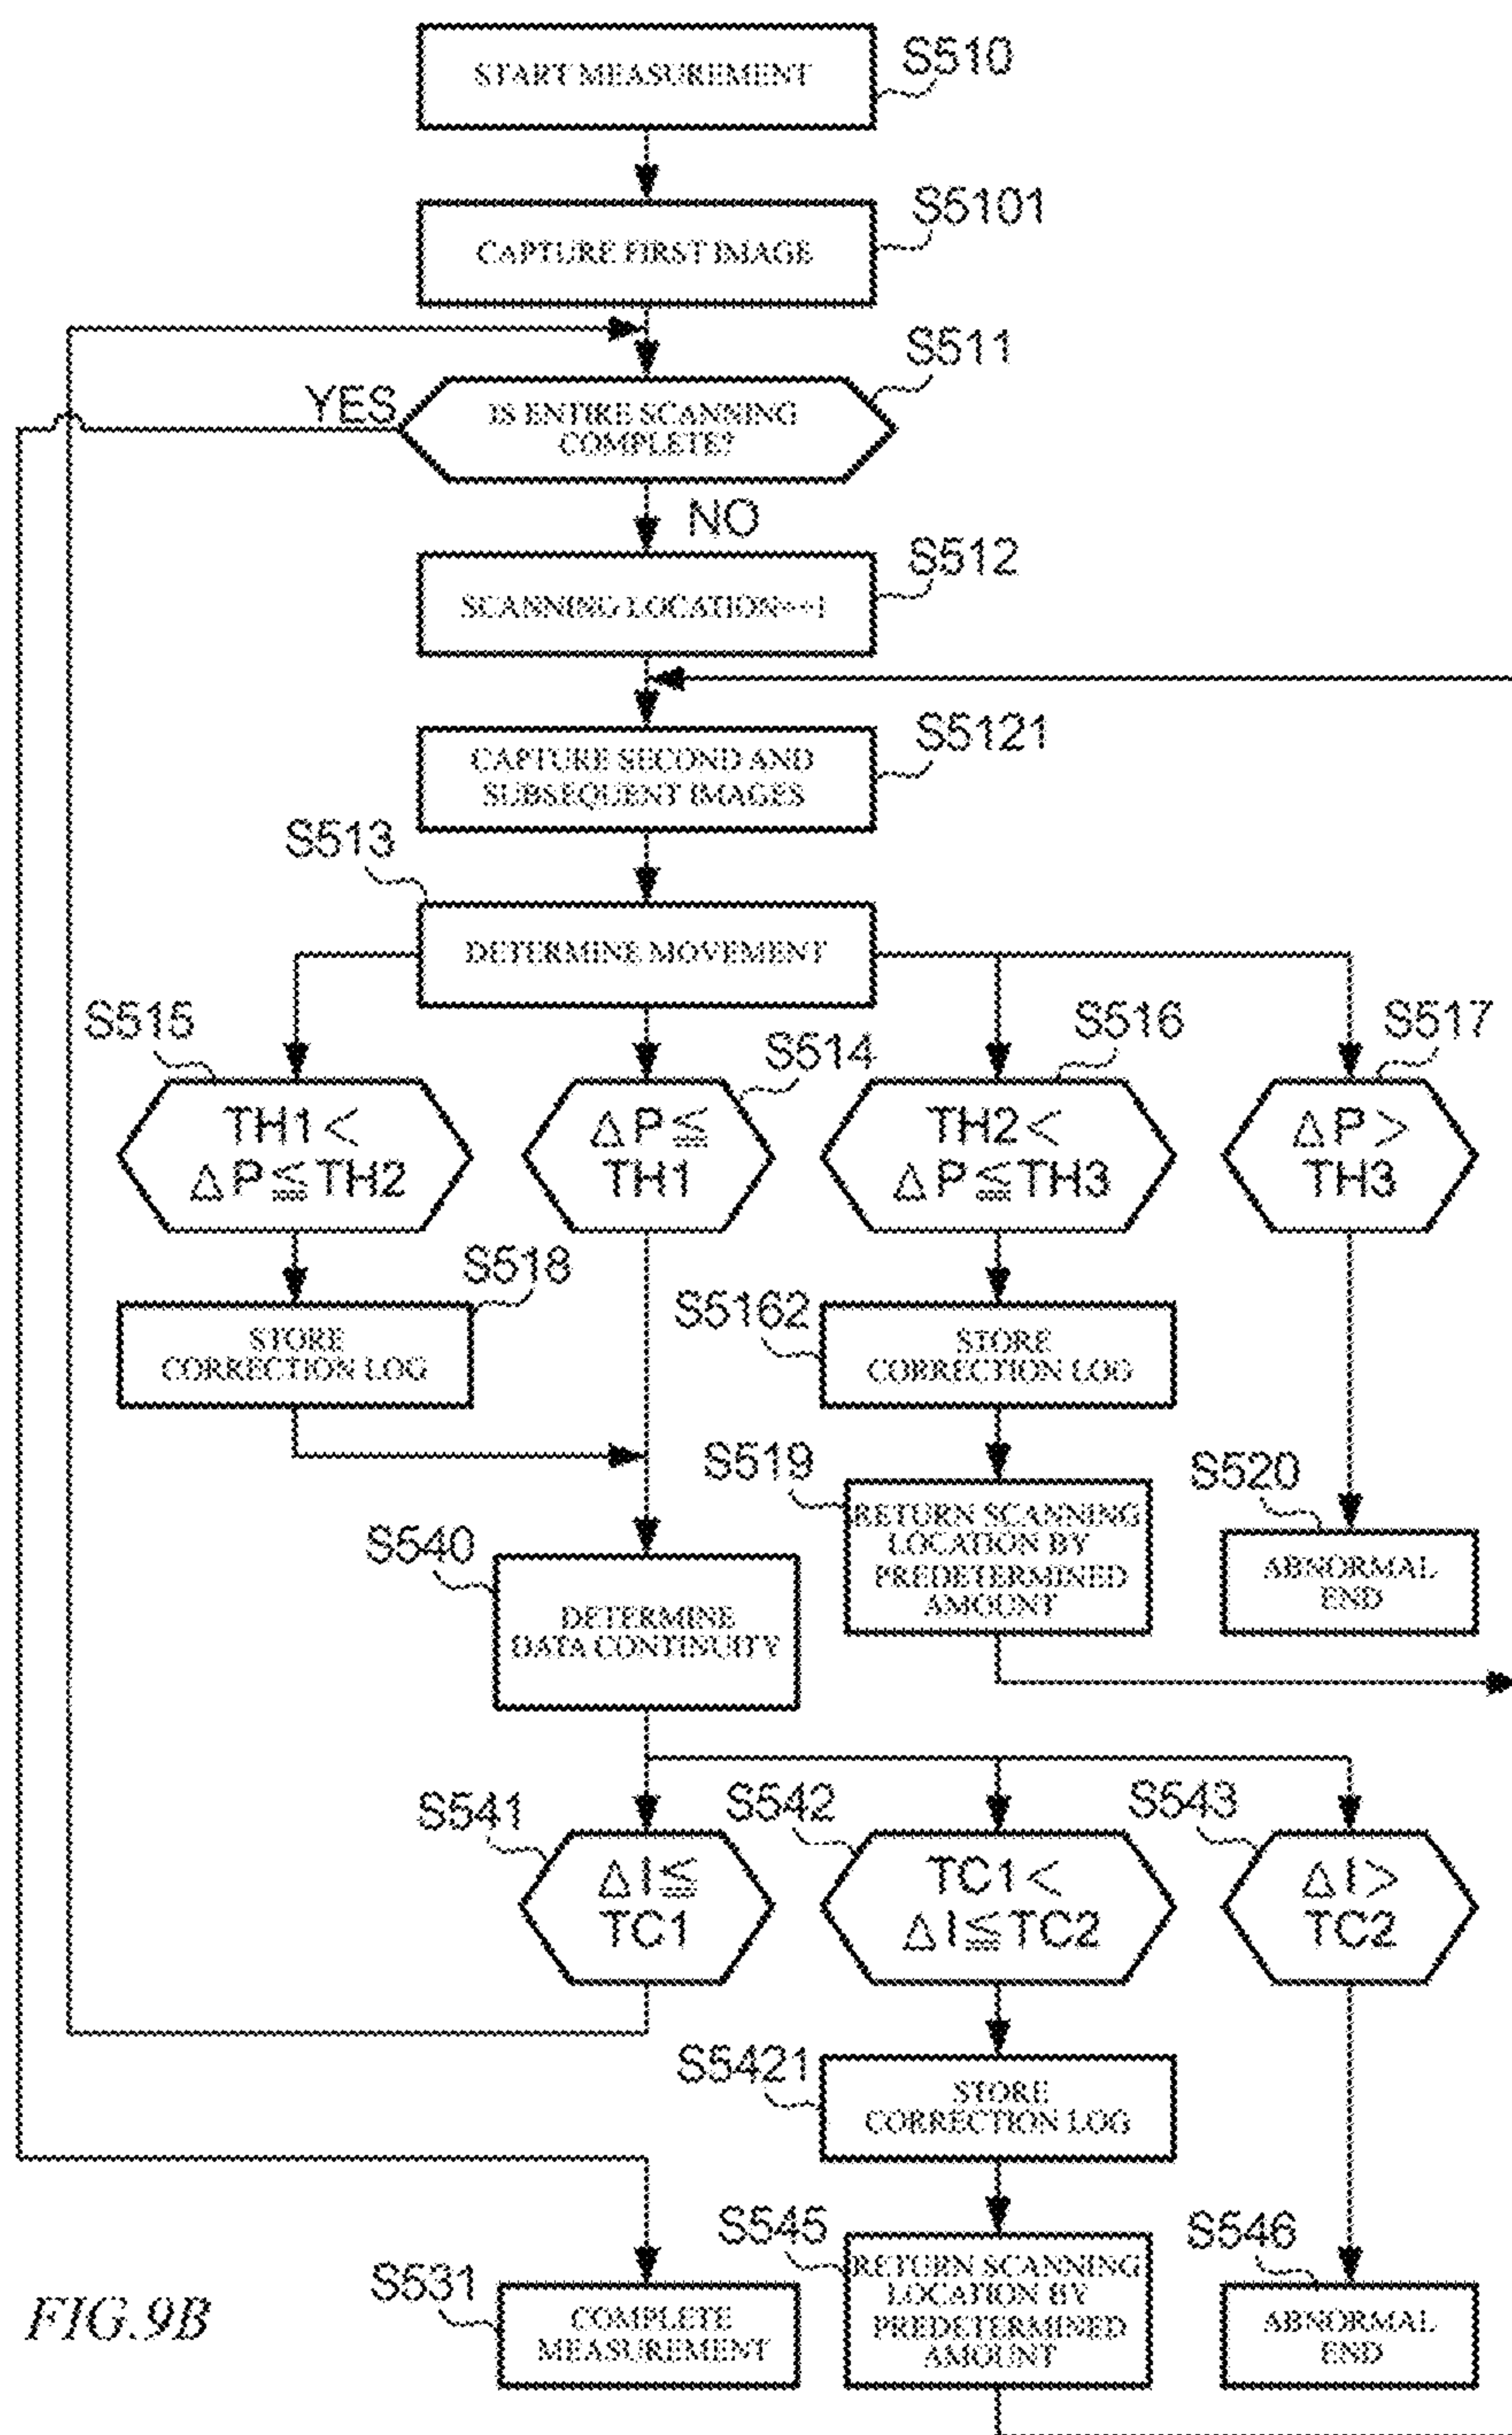 START MEASUREMENT
S510
CAPTURE FIRST IMAGE
S5101
IS ENTIRE SCANNING
COMPLETE?
S511
YES
NO
SCANNING LOCATION++1
S512
CAPTURE SECOND AND
SUBSEQUENT IMAGES
S5121
S513
DETERMINE MOVEMENT
S515
TH1<
ΔP≦TH2
S514
ΔP≦
TH1
S516
TH2<
ΔP≦TH3
S517
ΔP>
TH3
S518
STORE
CORRECTION LOG
S5162
STORE
CORRECTION LOG
S519
RETURN SCANNING
LOCATION BY
PREDETERMINED
AMOUNT
S520
ABNORMAL
END
S540
DETERMINE
DATA CONTINUITY
S541
ΔI≦
TC1
S542
TC1<
ΔI≦TC2
S543
ΔI>
TC2
S5421
STORE
CORRECTION LOG
S531
COMPLETE
MEASUREMENT
S545
RETURN SCANNING
LOCATION BY
PREDETERMINED
AMOUNT
S546
ABNORMAL
END
FIG.9B